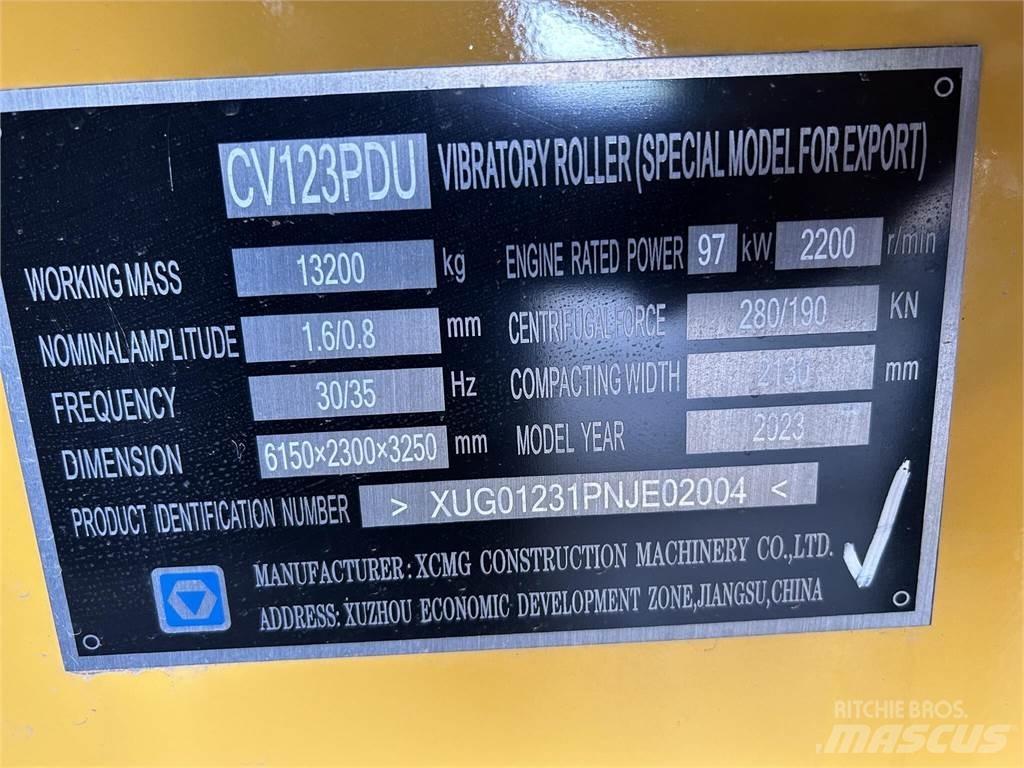 CV123PDU VIBRATORY ROLLER (SPECIAL MODEL FOR EXPORT)
WORKING MASS 13200 kg ENGINE RATED POWER 97 kW 2200 r/min
NOMINAL AMPLITUDE 1.6/0.8 mm CENTRIFUGAL FORCE 280/190 KN
FREQUENCY 30/35 Hz COMPACTING WIDTH 2130 mm
DIMENSION 6150×2300×3250 mm MODEL YEAR 2023
PRODUCT IDENTIFICATION NUMBER > XUG01231PNJE02004 <
MANUFACTURER: XCMG CONSTRUCTION MACHINERY CO.,LTD.
ADDRESS: XUZHOU ECONOMIC DEVELOPMENT ZONE,JIANGSU,CHINA
RITCHIE BROS.
MASCUS